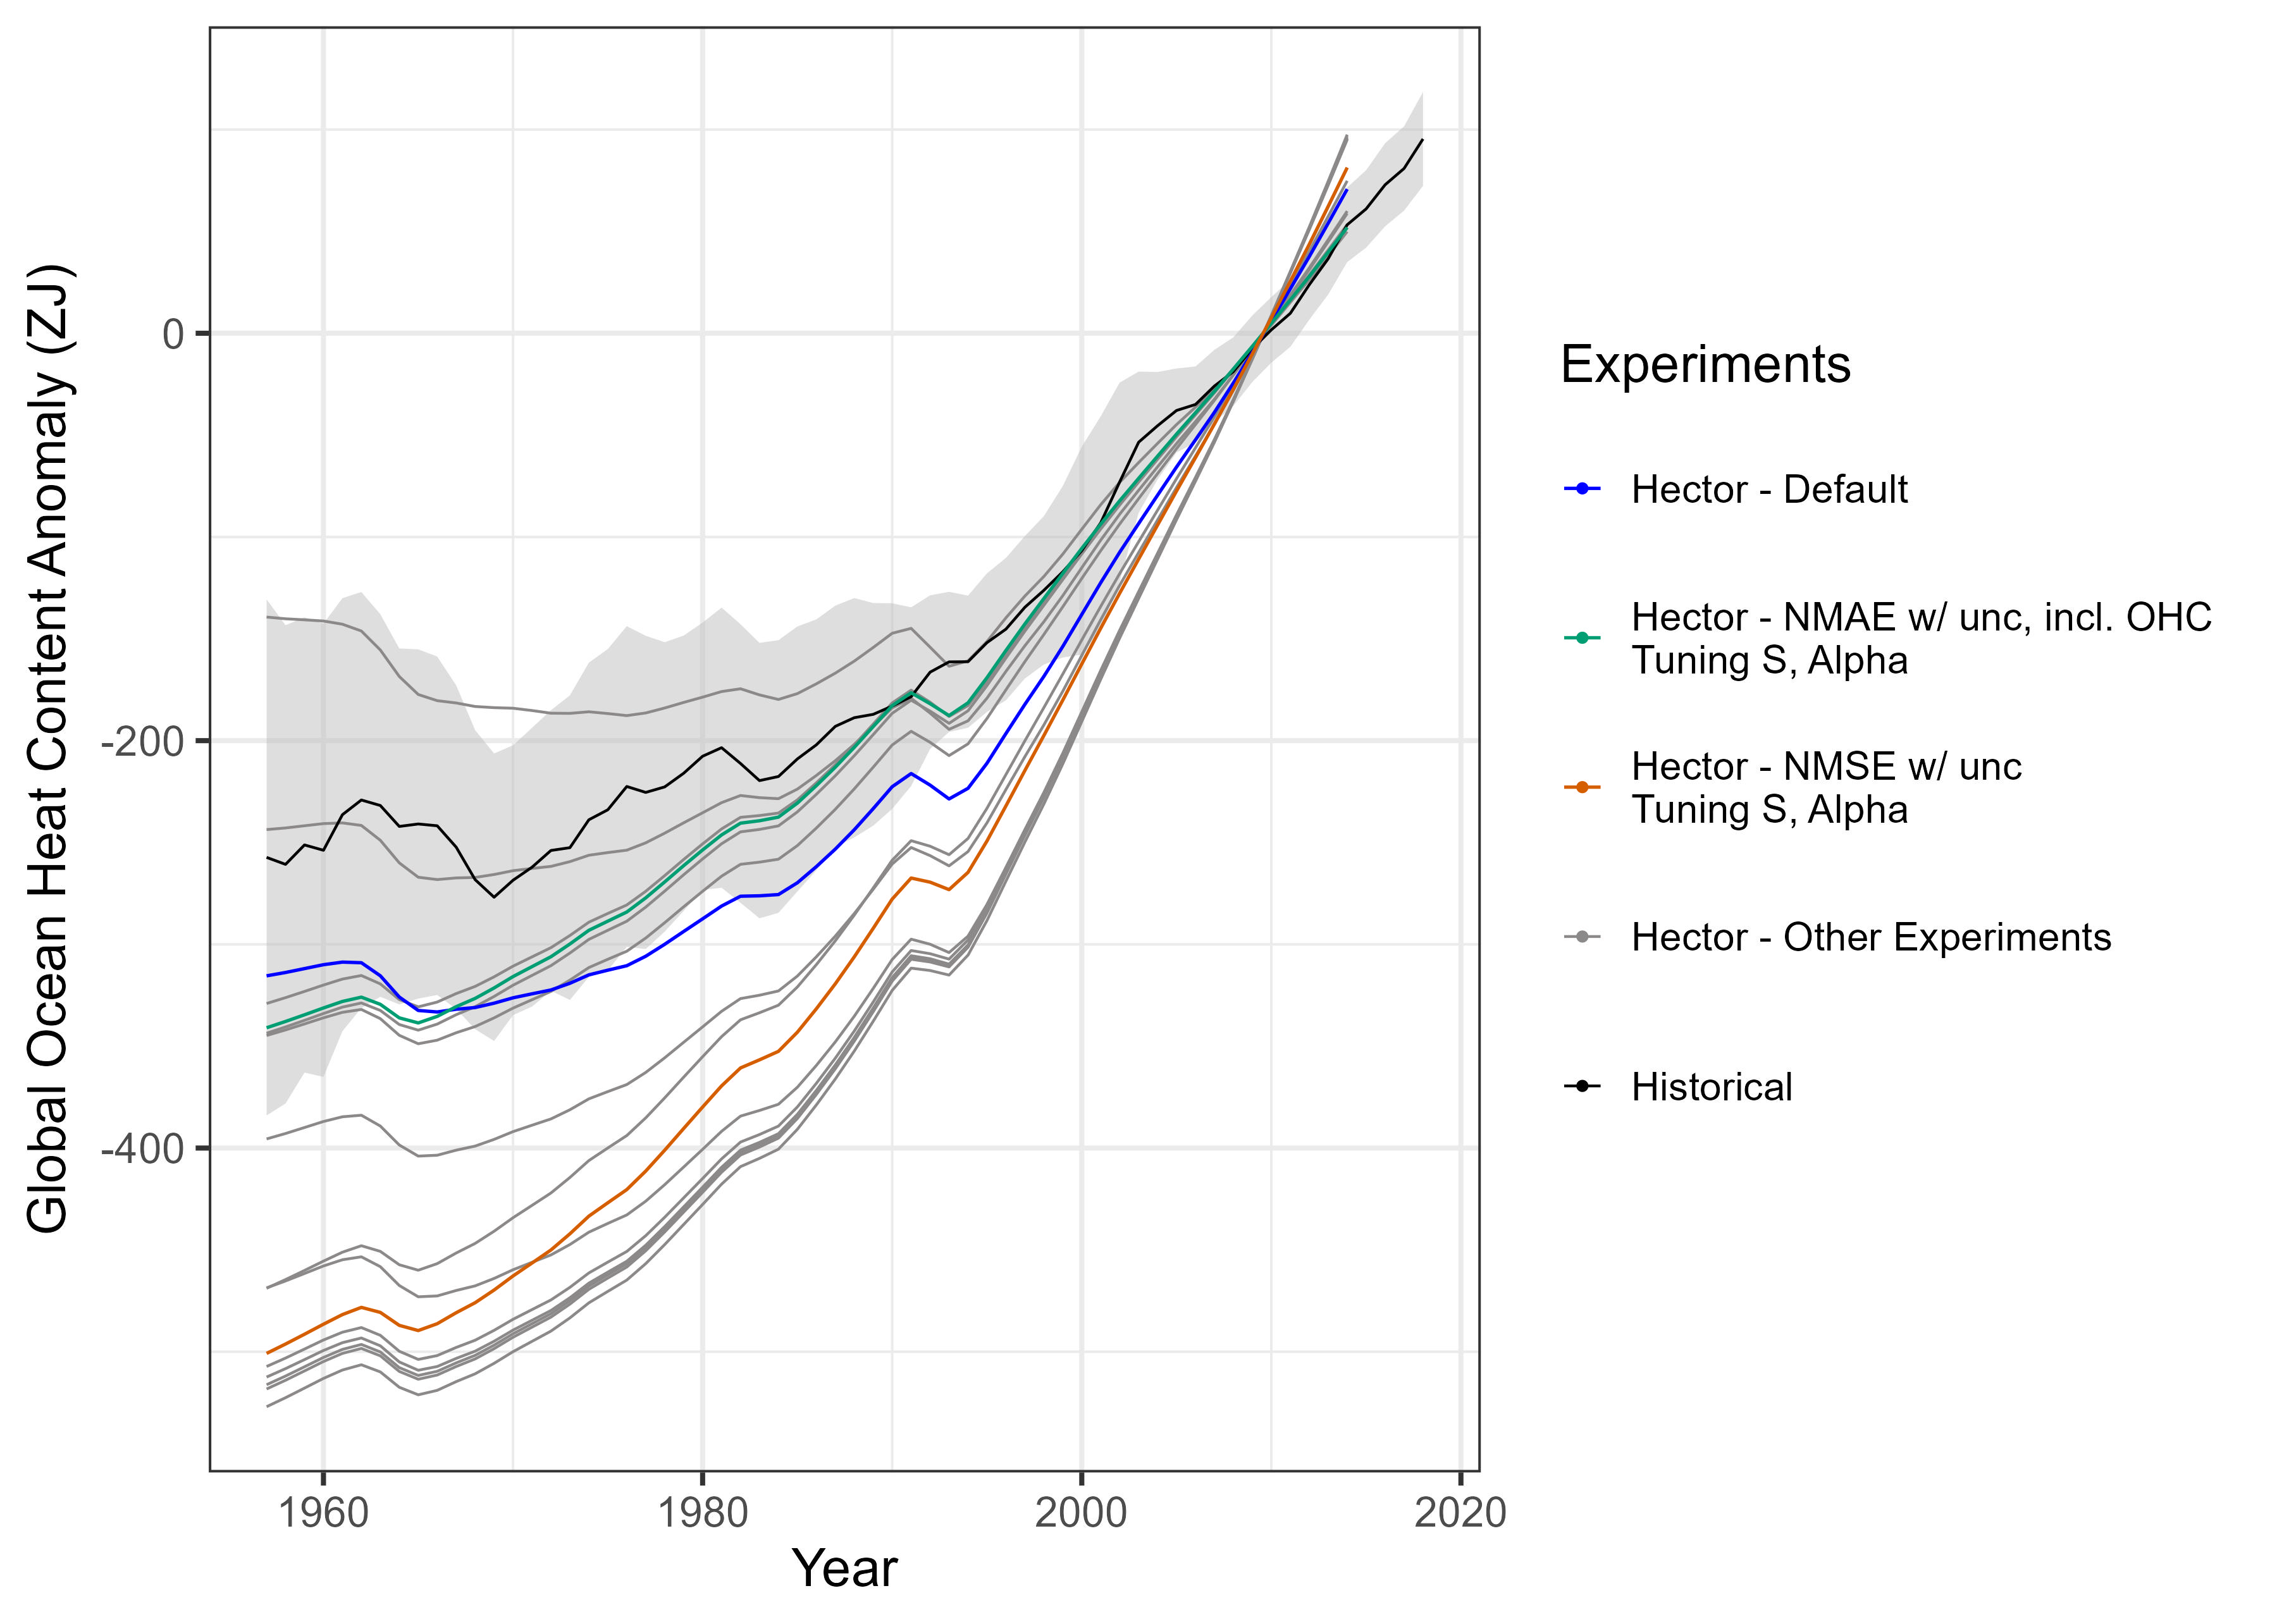 Global Ocean Heat Content Anomaly (ZJ)
0
-200
-400
1960
1980
2000
2020
Year
Experiments
Hector - Default
Hector - NMAE w/ unc, incl. OHC
Tuning S, Alpha
Hector - NMSE w/ unc
Tuning S, Alpha
Hector - Other Experiments
Historical